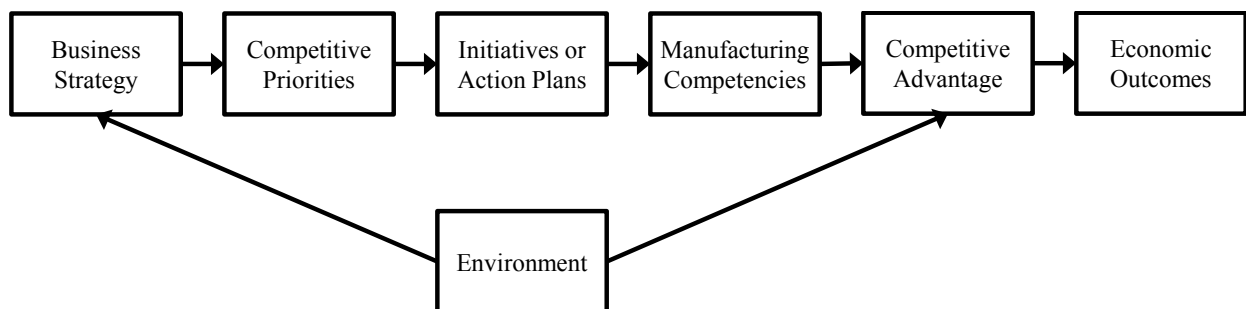 Business
Strategy
Competitive
Priorities
Initiatives or
Action Plans
Manufacturing
Competencies
Competitive
Advantage
Economic
Outcomes
Environment